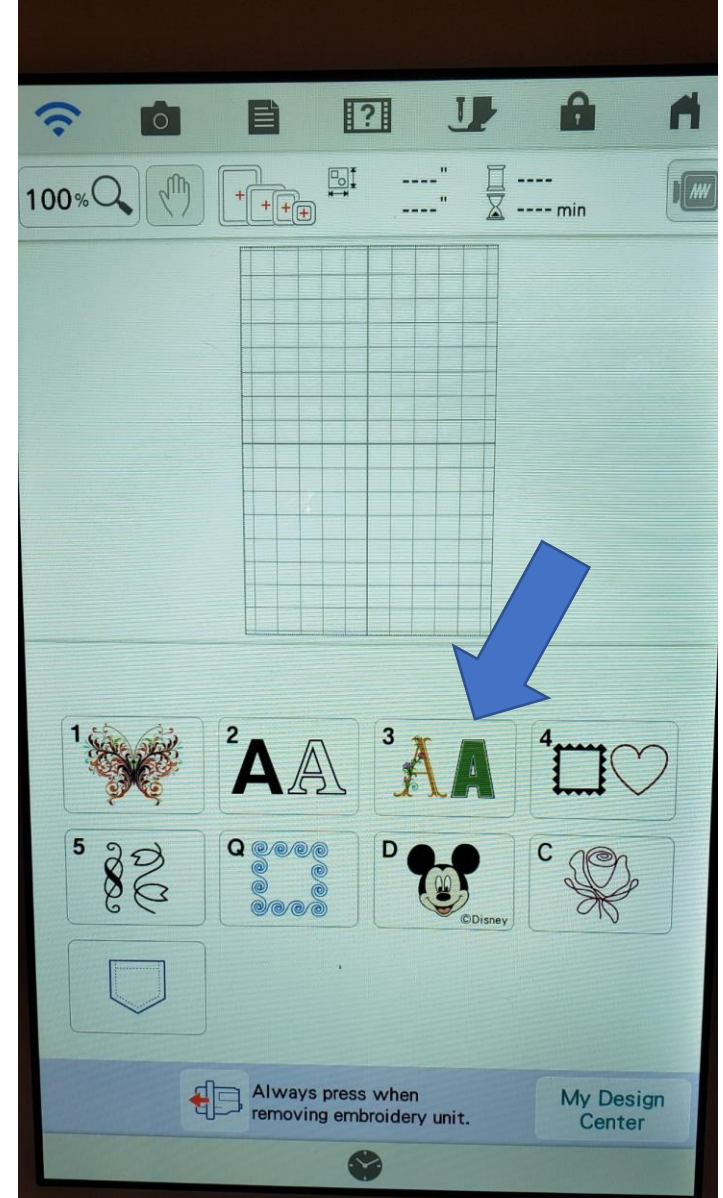 ?
100%
----"
----
----"
---- min
1
2
AA
3
AA
4
5
Q
D
©Disney
C
Always press when
removing embroidery unit.
My Design
Center